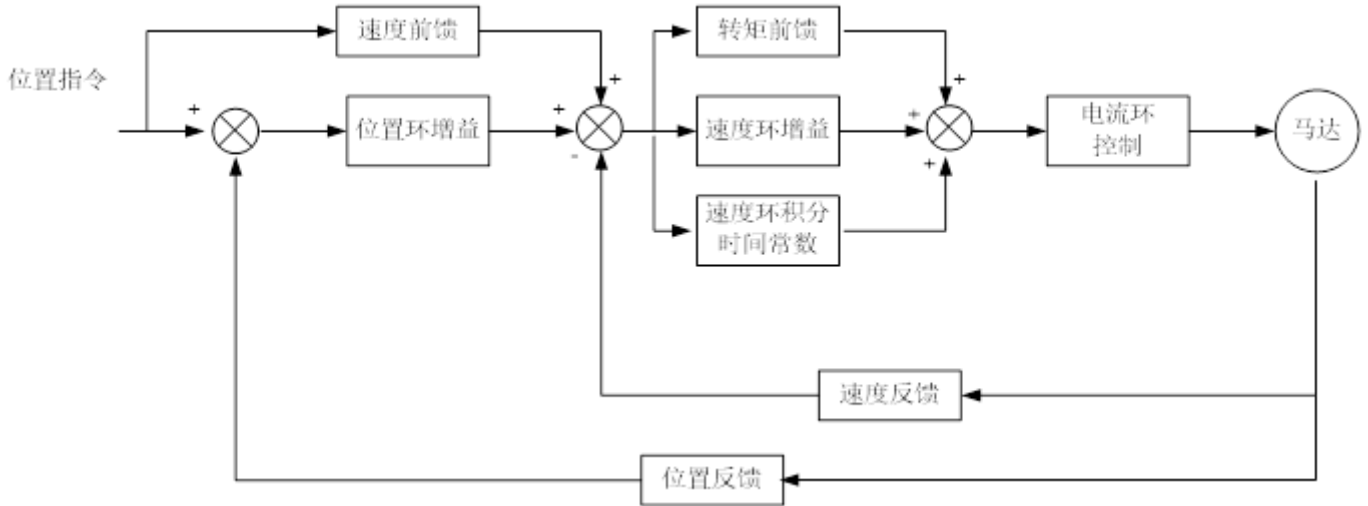 速度前馈
转矩前馈
位置指令
+
+
+
+
位置环增益
-
速度环增益
+
电流环
控制
马达
+
速度环积分
时间常数
速度反馈
位置反馈